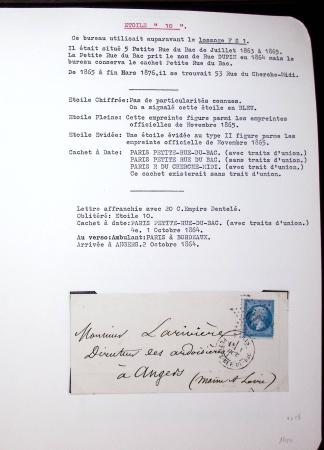 ETOILE " 10 ".
Ce bureau utilisait auparavant le losange P S 1.
Il était situé 5 Petite Rue du Bac de Juillet 1863 à 1865.
La Petite Rue du Bac prit le nom de Rue DUPIN en 1864 mais le
bureau conserva le cachet Petite Rue du Bac.
De 1865 à fin Mars 1876, il se trouvait 53 Rue du Cherche-Midi.
Etoile Chiffrée: Pas de particularités connues.
On a signalé cette étoile en BLEU.
Etoile Pleine: Cette empreinte figure parmi les empreintes
officielles de Novembre 1863.
Etoile Evidée: Une étoile évidée au type II figure parmi les
empreintes officielles de Novembre 1865.
Cachet à Date: PARIS PETITE-RUE-DU-BAC. (avec traits d'union.)
PARIS PETITE RUE DU BAC. (sans traits d'union.)
PARIS R DU CHERCHE-MIDI. (avec traits d'union.)
Ce cachet existerait sans trait d'union.
Lettre affranchie avec 20 C. Empire Dentelé.
Oblitéré: Etoile 10.
Cachet à date: PARIS PETITE-RUE-DU-BAC. (avec traits d'union.)
4e. 1 Octobre 1864.
Au verso: Ambulant: PARIS à BORDEAUX.
Arrivée à ANGERS. 2 Octobre 1864.
Monsieur Larivière
Directeur des ardoisières
à Angers
(Maine et Loire)